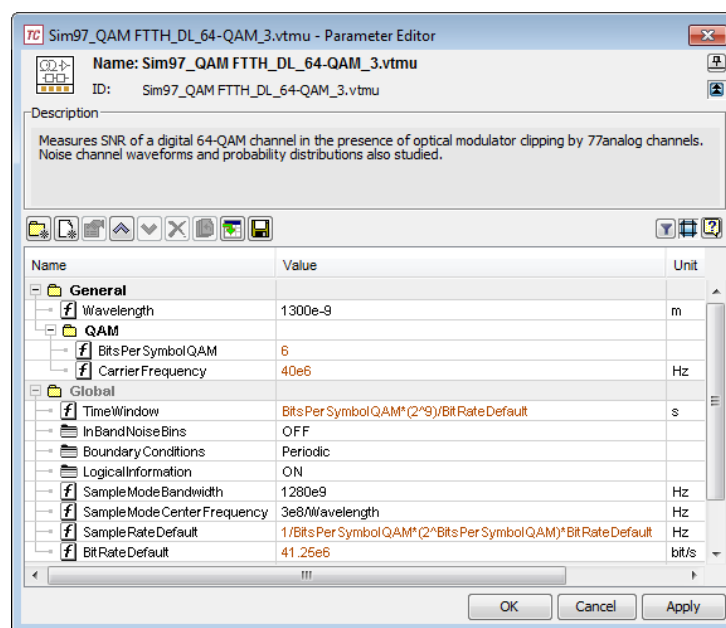 TC Sim97_QAM FTTH_DL_64-QAM_3.vtmu - Parameter Editor
Name: Sim97_QAM FTTH_DL_64-QAM_3.vtmu
ID: Sim97_QAM FTTH_DL_64-QAM_3.vtmu
Description
Measures SNR of a digital 64-QAM channel in the presence of optical modulator clipping by 77analog channels.
Noise channel waveforms and probability distributions also studied.
Name Value Unit
General
f Wavelength 1300e-9 m
QAM
f BitsPerSymbolQAM 6
f CarrierFrequency 40e6 Hz
Global
f TimeWindow BitsPerSymbolQAM*(2^9)/BitRateDefault s
InBandNoiseBins OFF
BoundaryConditions Periodic
LogicalInformation ON
f SampleModeBandwidth 1280e9 Hz
f SampleModeCenterFrequency 3e8/Wavelength Hz
f SampleRateDefault 1/BitsPerSymbolQAM*(2^BitsPerSymbolQAM)*BitRateDefault Hz
f BitRateDefault 41.25e6 bit/s
OK Cancel Apply